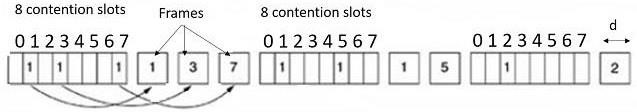 8 contention slots Frames 8 contention slots
0 1 2 3 4 5 6 7 0 1 2 3 4 5 6 7 0 1 2 3 4 5 6 7 d
1 1 1 1 3 7 1 1 1 5 1 2